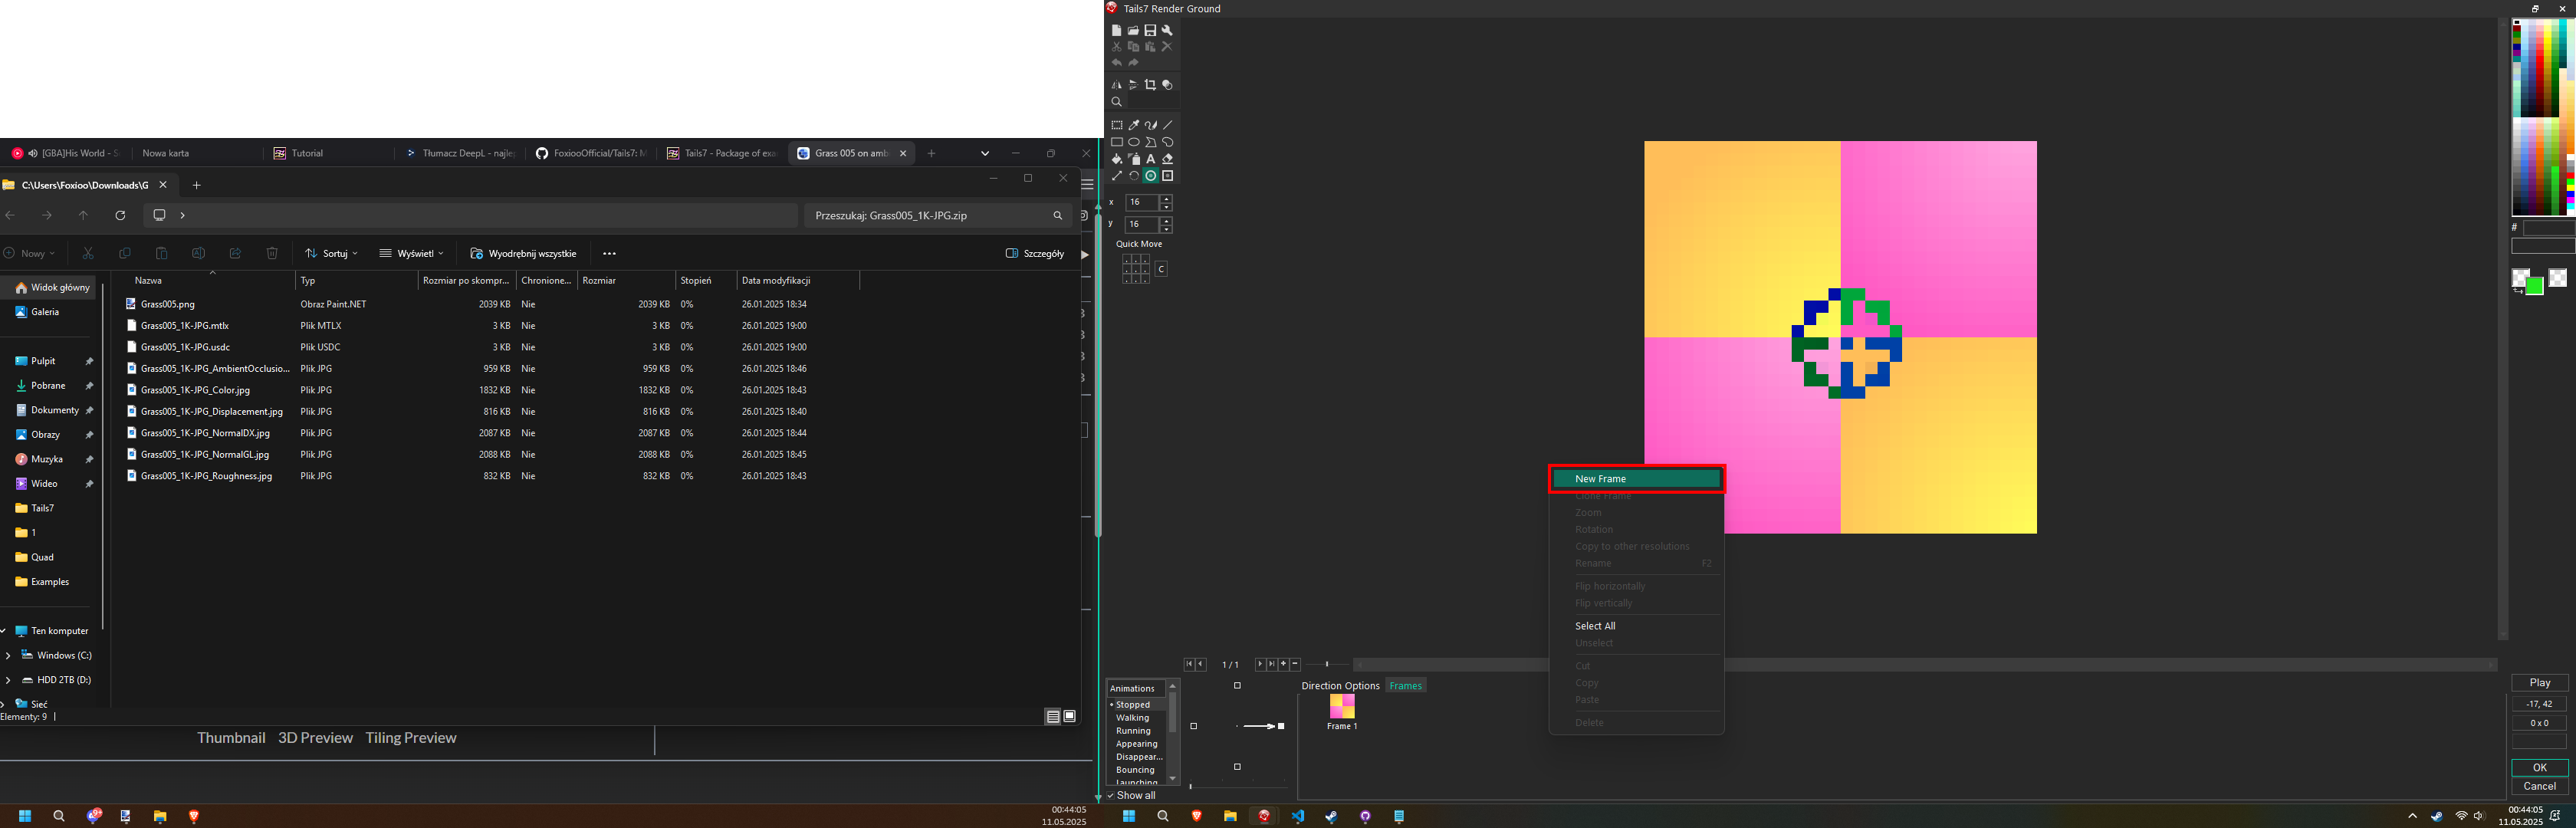 Tails7 Render Ground
[GBA]His World - S
Nowa karta
Tutorial
Tłumacz DeepL - najle
FoxiooOfficial/Tails7: M
Tails7 - Package of exa
Grass 005 on amb
C:\Users\Foxioo\Downloads\G
Przeszukaj: Grass005_1K-JPG.zip
Nowy
Sortuj
Wyświetl
Wyodrębnij wszystkie
Szczegóły
Nazwa Typ Rozmiar po skompr... Chronione... Rozmiar Stopień Data modyfikacji
Grass005.png Obraz Paint.NET 2039 KB Nie 2039 KB 0% 26.01.2025 18:34
Grass005_1K-JPG.mtlx Plik MTLX 3 KB Nie 3 KB 0% 26.01.2025 19:00
Grass005_1K-JPG.usdc Plik USDC 3 KB Nie 3 KB 0% 26.01.2025 19:00
Grass005_1K-JPG_AmbientOcclusio... Plik JPG 959 KB Nie 959 KB 0% 26.01.2025 18:46
Grass005_1K-JPG_Color.jpg Plik JPG 1832 KB Nie 1832 KB 0% 26.01.2025 18:43
Grass005_1K-JPG_Displacement.jpg Plik JPG 816 KB Nie 816 KB 0% 26.01.2025 18:40
Grass005_1K-JPG_NormalDX.jpg Plik JPG 2087 KB Nie 2087 KB 0% 26.01.2025 18:44
Grass005_1K-JPG_NormalGL.jpg Plik JPG 2088 KB Nie 2088 KB 0% 26.01.2025 18:45
Grass005_1K-JPG_Roughness.jpg Plik JPG 832 KB Nie 832 KB 0% 26.01.2025 18:43
Widok główny
Galeria
Pulpit
Pobrane
Dokumenty
Obrazy
Muzyka
Wideo
Tails7
1
Quad
Examples
Ten komputer
Windows (C:)
HDD 2TB (D:)
Sieć
Elementy: 9
Thumbnail 3D Preview Tiling Preview
00:44:05
11.05.2025
x 16
y 16
Quick Move
C
#
New Frame
Clone Frame
Zoom
Rotation
Copy to other resolutions
Rename F2
Flip horizontally
Flip vertically
Select All
Unselect
Cut
Copy
Paste
Delete
1 / 1
Animations
Stopped
Walking
Running
Appearing
Disappear...
Bouncing
Launching
Show all
Direction Options Frames
Frame 1
Play
-17, 42
0 x 0
OK
Cancel
00:44:05
11.05.2025